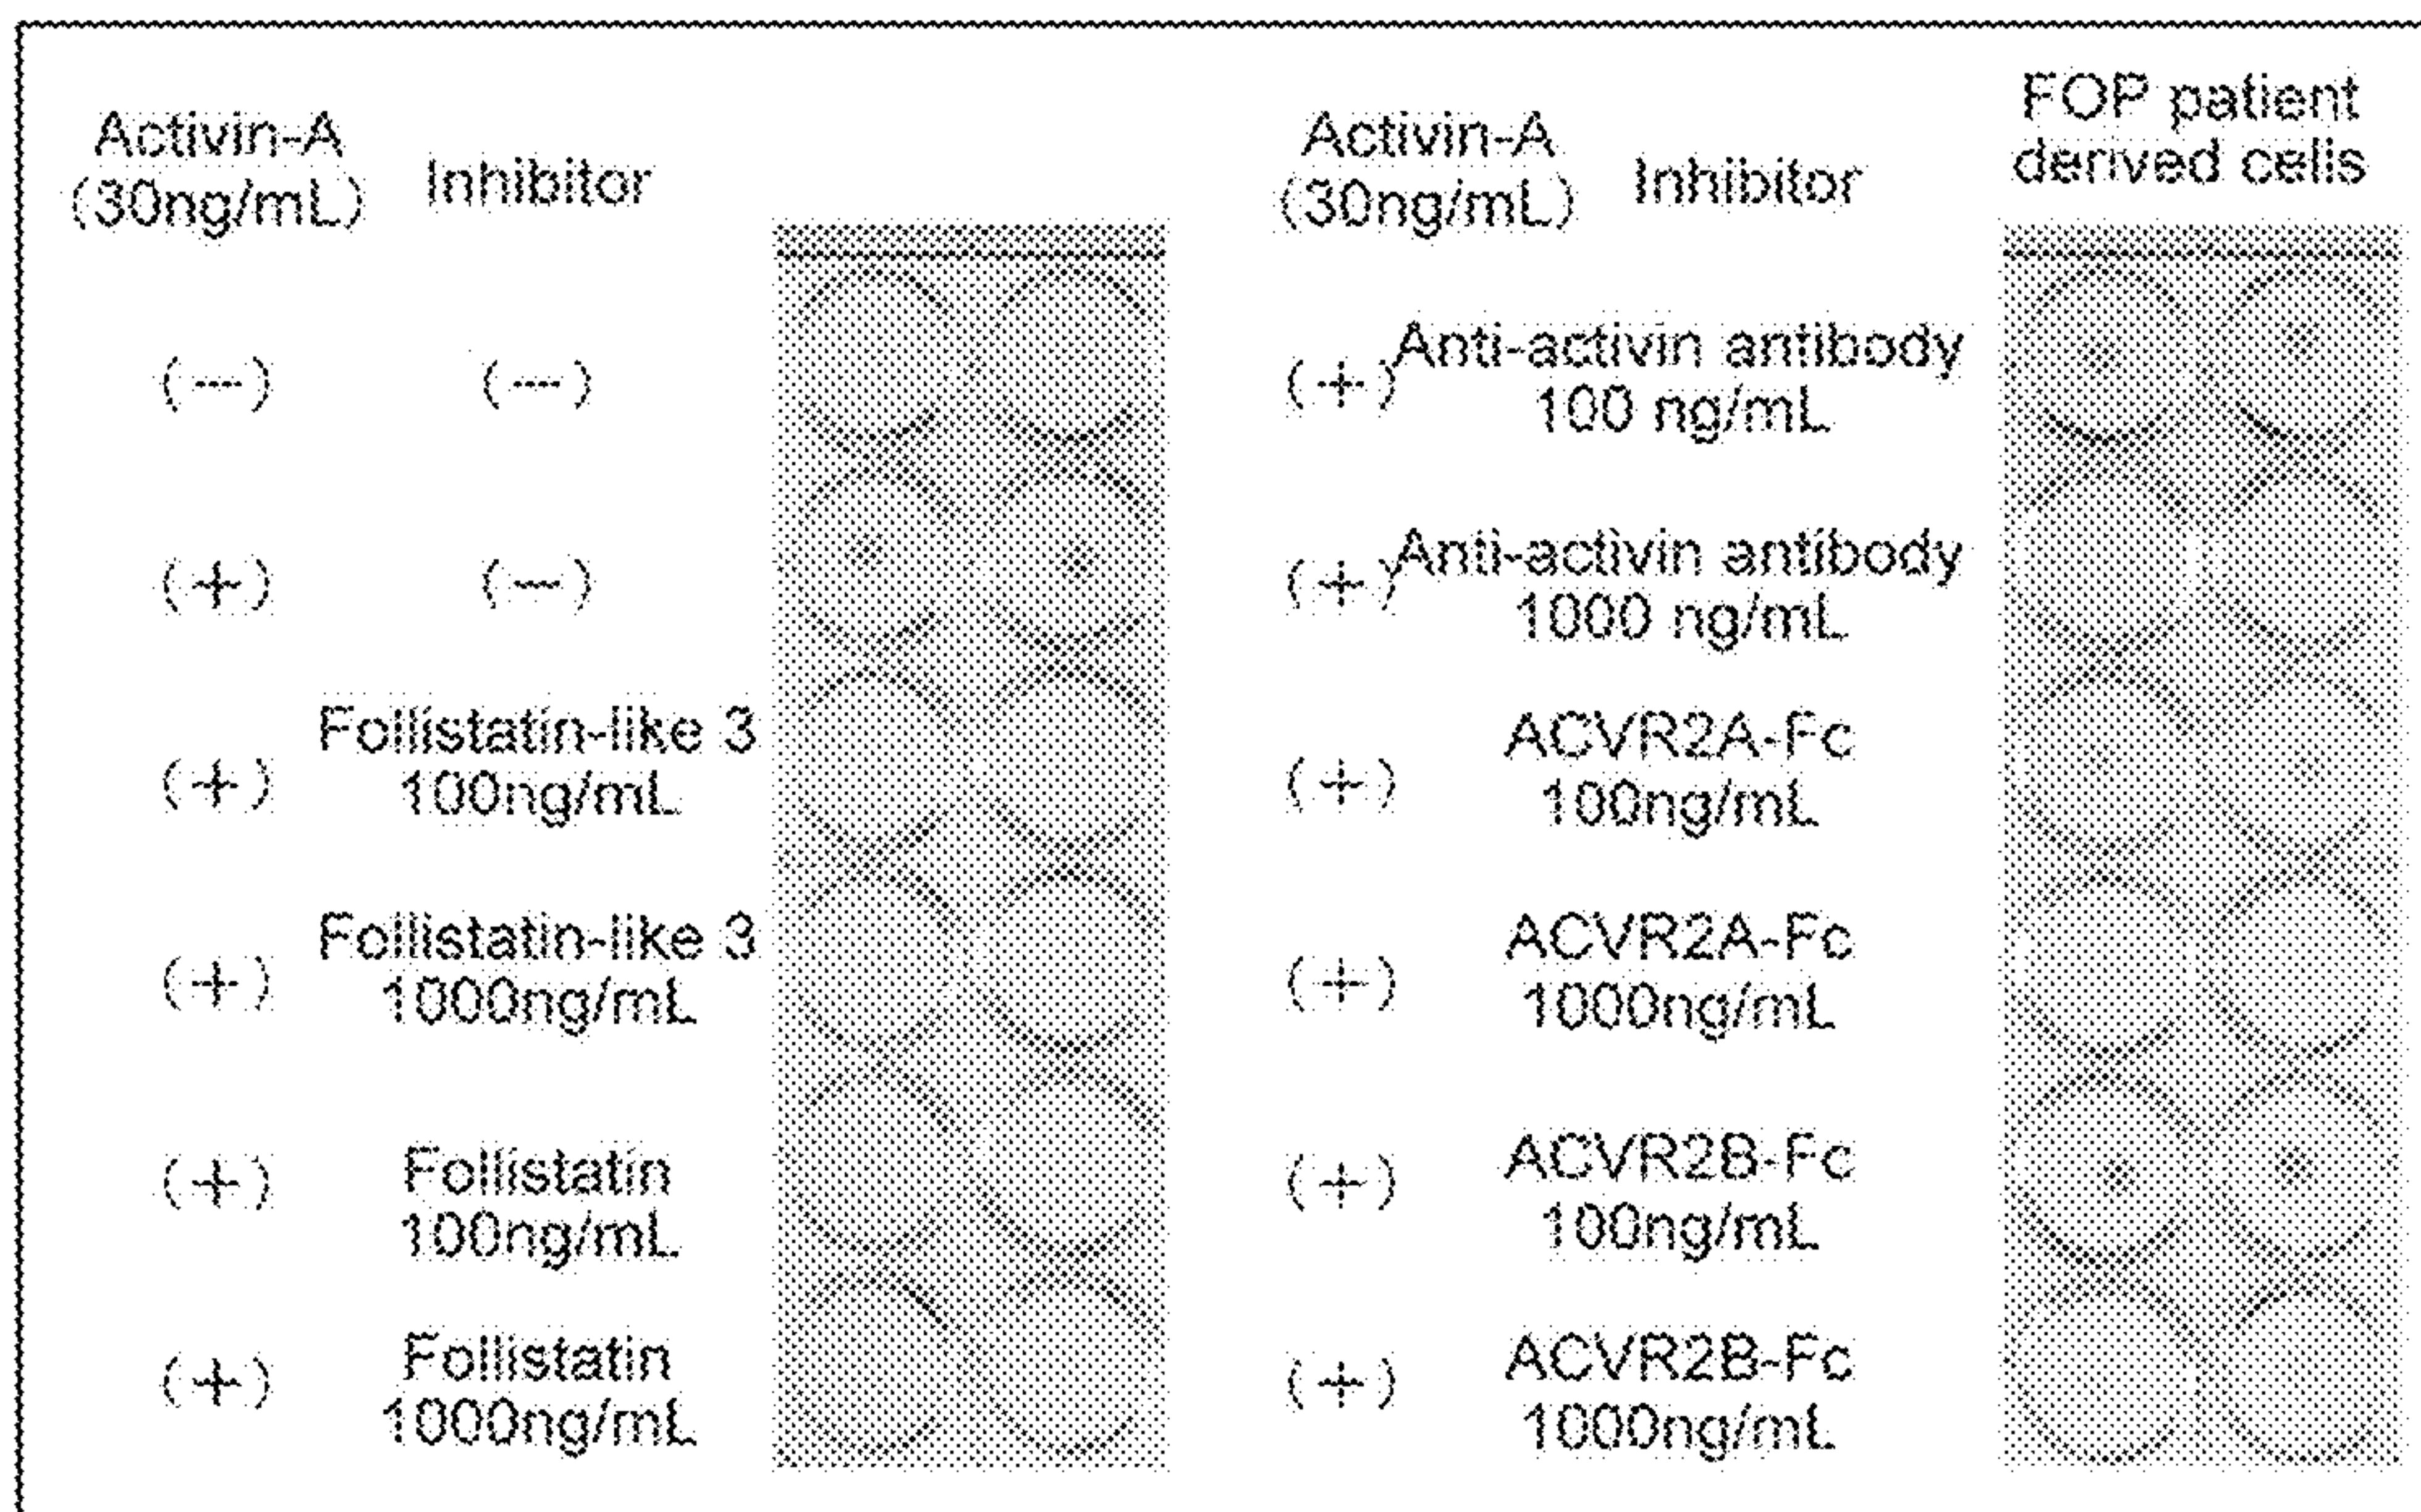 Activin-A
(30ng/mL)
Inhibitor
(---)
(---)
(+)
(---)
(+)
Follistatin-like 3
100ng/mL
(+)
Follistatin-like 3
1000ng/mL
(+)
Follistatin
100ng/mL
(+)
Follistatin
1000ng/mL
Activin-A
(30ng/mL)
Inhibitor
FOP patient
derived cells
(+)
Anti-activin antibody
100 ng/mL
(+)
Anti-activin antibody
1000 ng/mL
(+)
ACVR2A-Fc
100ng/mL
(+)
ACVR2A-Fc
1000ng/mL
(+)
ACVR2B-Fc
100ng/mL
(+)
ACVR2B-Fc
1000ng/mL